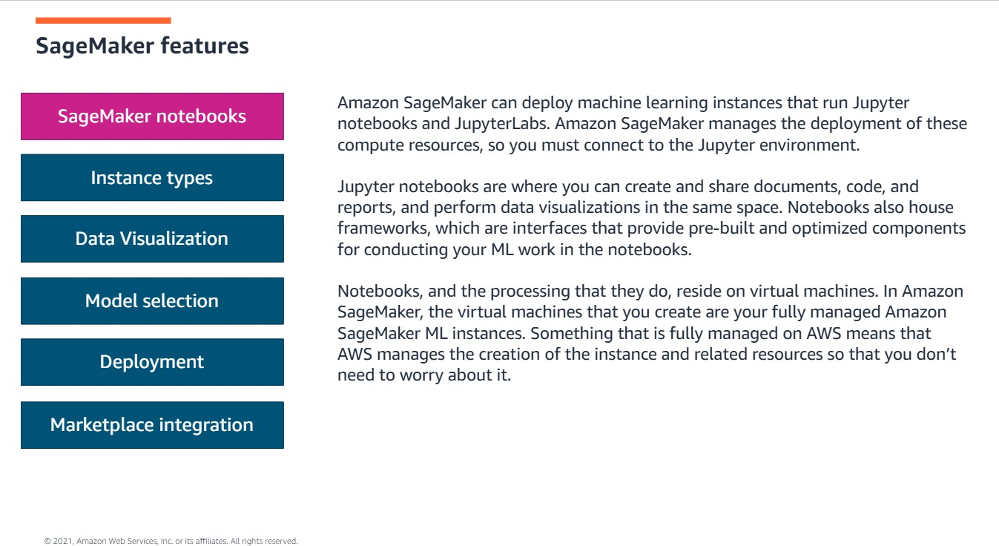 SageMaker features
SageMaker notebooks
Instance types
Data Visualization
Model selection
Deployment
Marketplace integration
Amazon SageMaker can deploy machine learning instances that run Jupyter
notebooks and JupyterLabs. Amazon SageMaker manages the deployment of these
compute resources, so you must connect to the Jupyter environment.
Jupyter notebooks are where you can create and share documents, code, and
reports, and perform data visualizations in the same space. Notebooks also house
frameworks, which are interfaces that provide pre-built and optimized components
for conducting your ML work in the notebooks.
Notebooks, and the processing that they do, reside on virtual machines. In Amazon
SageMaker, the virtual machines that you create are your fully managed Amazon
SageMaker ML instances. Something that is fully managed on AWS means that
AWS manages the creation of the instance and related resources so that you don’t
need to worry about it.
© 2021, Amazon Web Services, Inc. or its affiliates. All rights reserved.